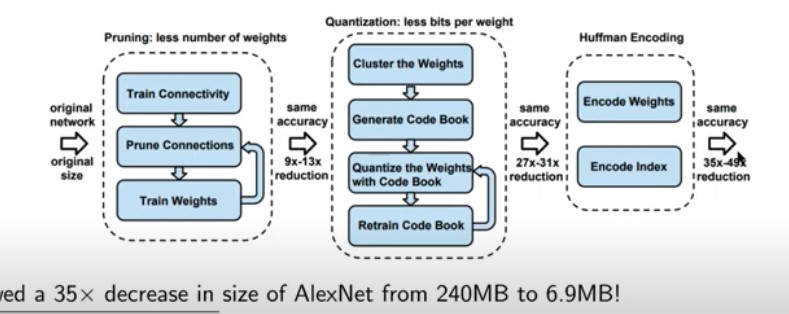 Pruning: less number of weights
Train Connectivity
Prune Connections
Train Weights
original
network
original
size
same
accuracy
9x-13x
reduction
Quantization: less bits per weight
Cluster the Weights
Generate Code Book
Quantize the Weights
with Code Book
Retrain Code Book
same
accuracy
27x-31x
reduction
Huffman Encoding
Encode Weights
Encode Index
same
accuracy
35x-49x
reduction
a 35× decrease in size of AlexNet from 240MB to 6.9MB!